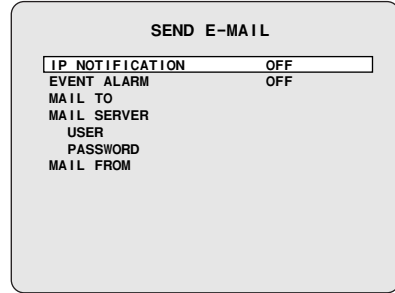 SEND E-MAIL
IP NOTIFICATION OFF
EVENT ALARM OFF
MAIL TO
MAIL SERVER
USER
PASSWORD
MAIL FROM